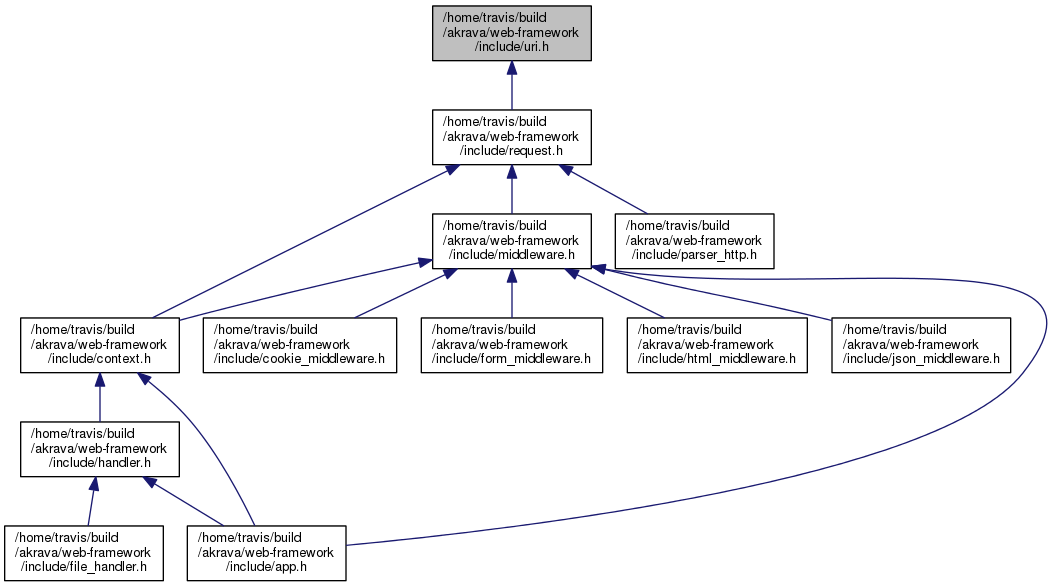 /home/travis/build
/akrava/web-framework
/include/uri.h
/home/travis/build
/akrava/web-framework
/include/request.h
/home/travis/build
/akrava/web-framework
/include/middleware.h
/home/travis/build
/akrava/web-framework
/include/parser_http.h
/home/travis/build
/akrava/web-framework
/include/context.h
/home/travis/build
/akrava/web-framework
/include/cookie_middleware.h
/home/travis/build
/akrava/web-framework
/include/form_middleware.h
/home/travis/build
/akrava/web-framework
/include/html_middleware.h
/home/travis/build
/akrava/web-framework
/include/json_middleware.h
/home/travis/build
/akrava/web-framework
/include/handler.h
/home/travis/build
/akrava/web-framework
/include/file_handler.h
/home/travis/build
/akrava/web-framework
/include/app.h